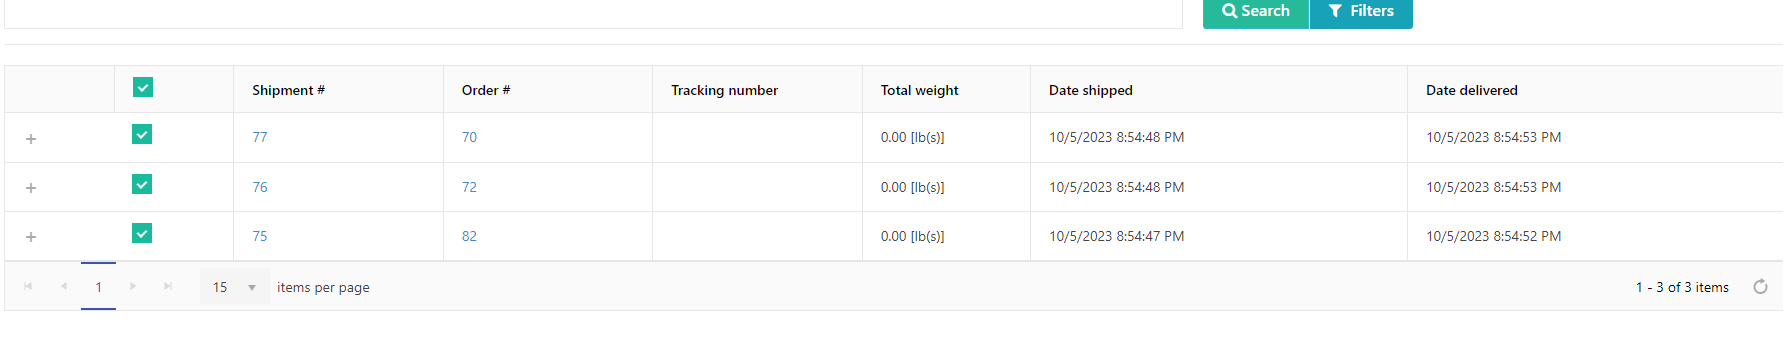 Search Filters
Shipment # Order # Tracking number Total weight Date shipped Date delivered
+ 77 70 0.00 [lb(s)] 10/5/2023 8:54:48 PM 10/5/2023 8:54:53 PM
+ 76 72 0.00 [lb(s)] 10/5/2023 8:54:48 PM 10/5/2023 8:54:53 PM
+ 75 82 0.00 [lb(s)] 10/5/2023 8:54:47 PM 10/5/2023 8:54:52 PM
1 15 items per page 1 - 3 of 3 items